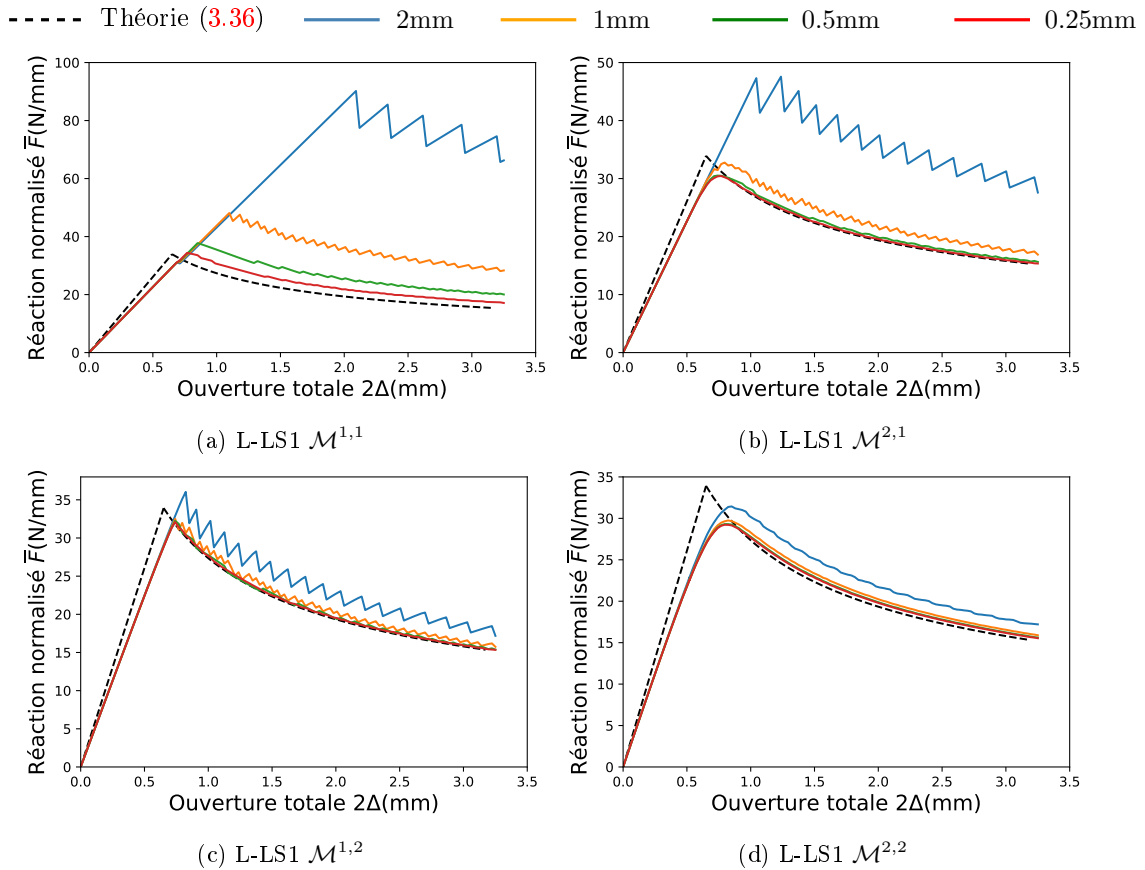 Théorie (3.36) 2mm 1mm 0.5mm 0.25mm
Réaction normalisé F̅(N/mm)
100
80
60
40
20
0
0.0 0.5 1.0 1.5 2.0 2.5 3.0 3.5
Ouverture totale 2Δ(mm)
(a) L-LS1 ℳ^{1,1}
Réaction normalisé F̅(N/mm)
50
40
30
20
10
0
0.0 0.5 1.0 1.5 2.0 2.5 3.0 3.5
Ouverture totale 2Δ(mm)
(b) L-LS1 ℳ^{2,1}
Réaction normalisé F̅(N/mm)
35
30
25
20
15
10
5
0
0.0 0.5 1.0 1.5 2.0 2.5 3.0 3.5
Ouverture totale 2Δ(mm)
(c) L-LS1 ℳ^{1,2}
Réaction normalisé F̅(N/mm)
35
30
25
20
15
10
5
0
0.0 0.5 1.0 1.5 2.0 2.5 3.0 3.5
Ouverture totale 2Δ(mm)
(d) L-LS1 ℳ^{2,2}